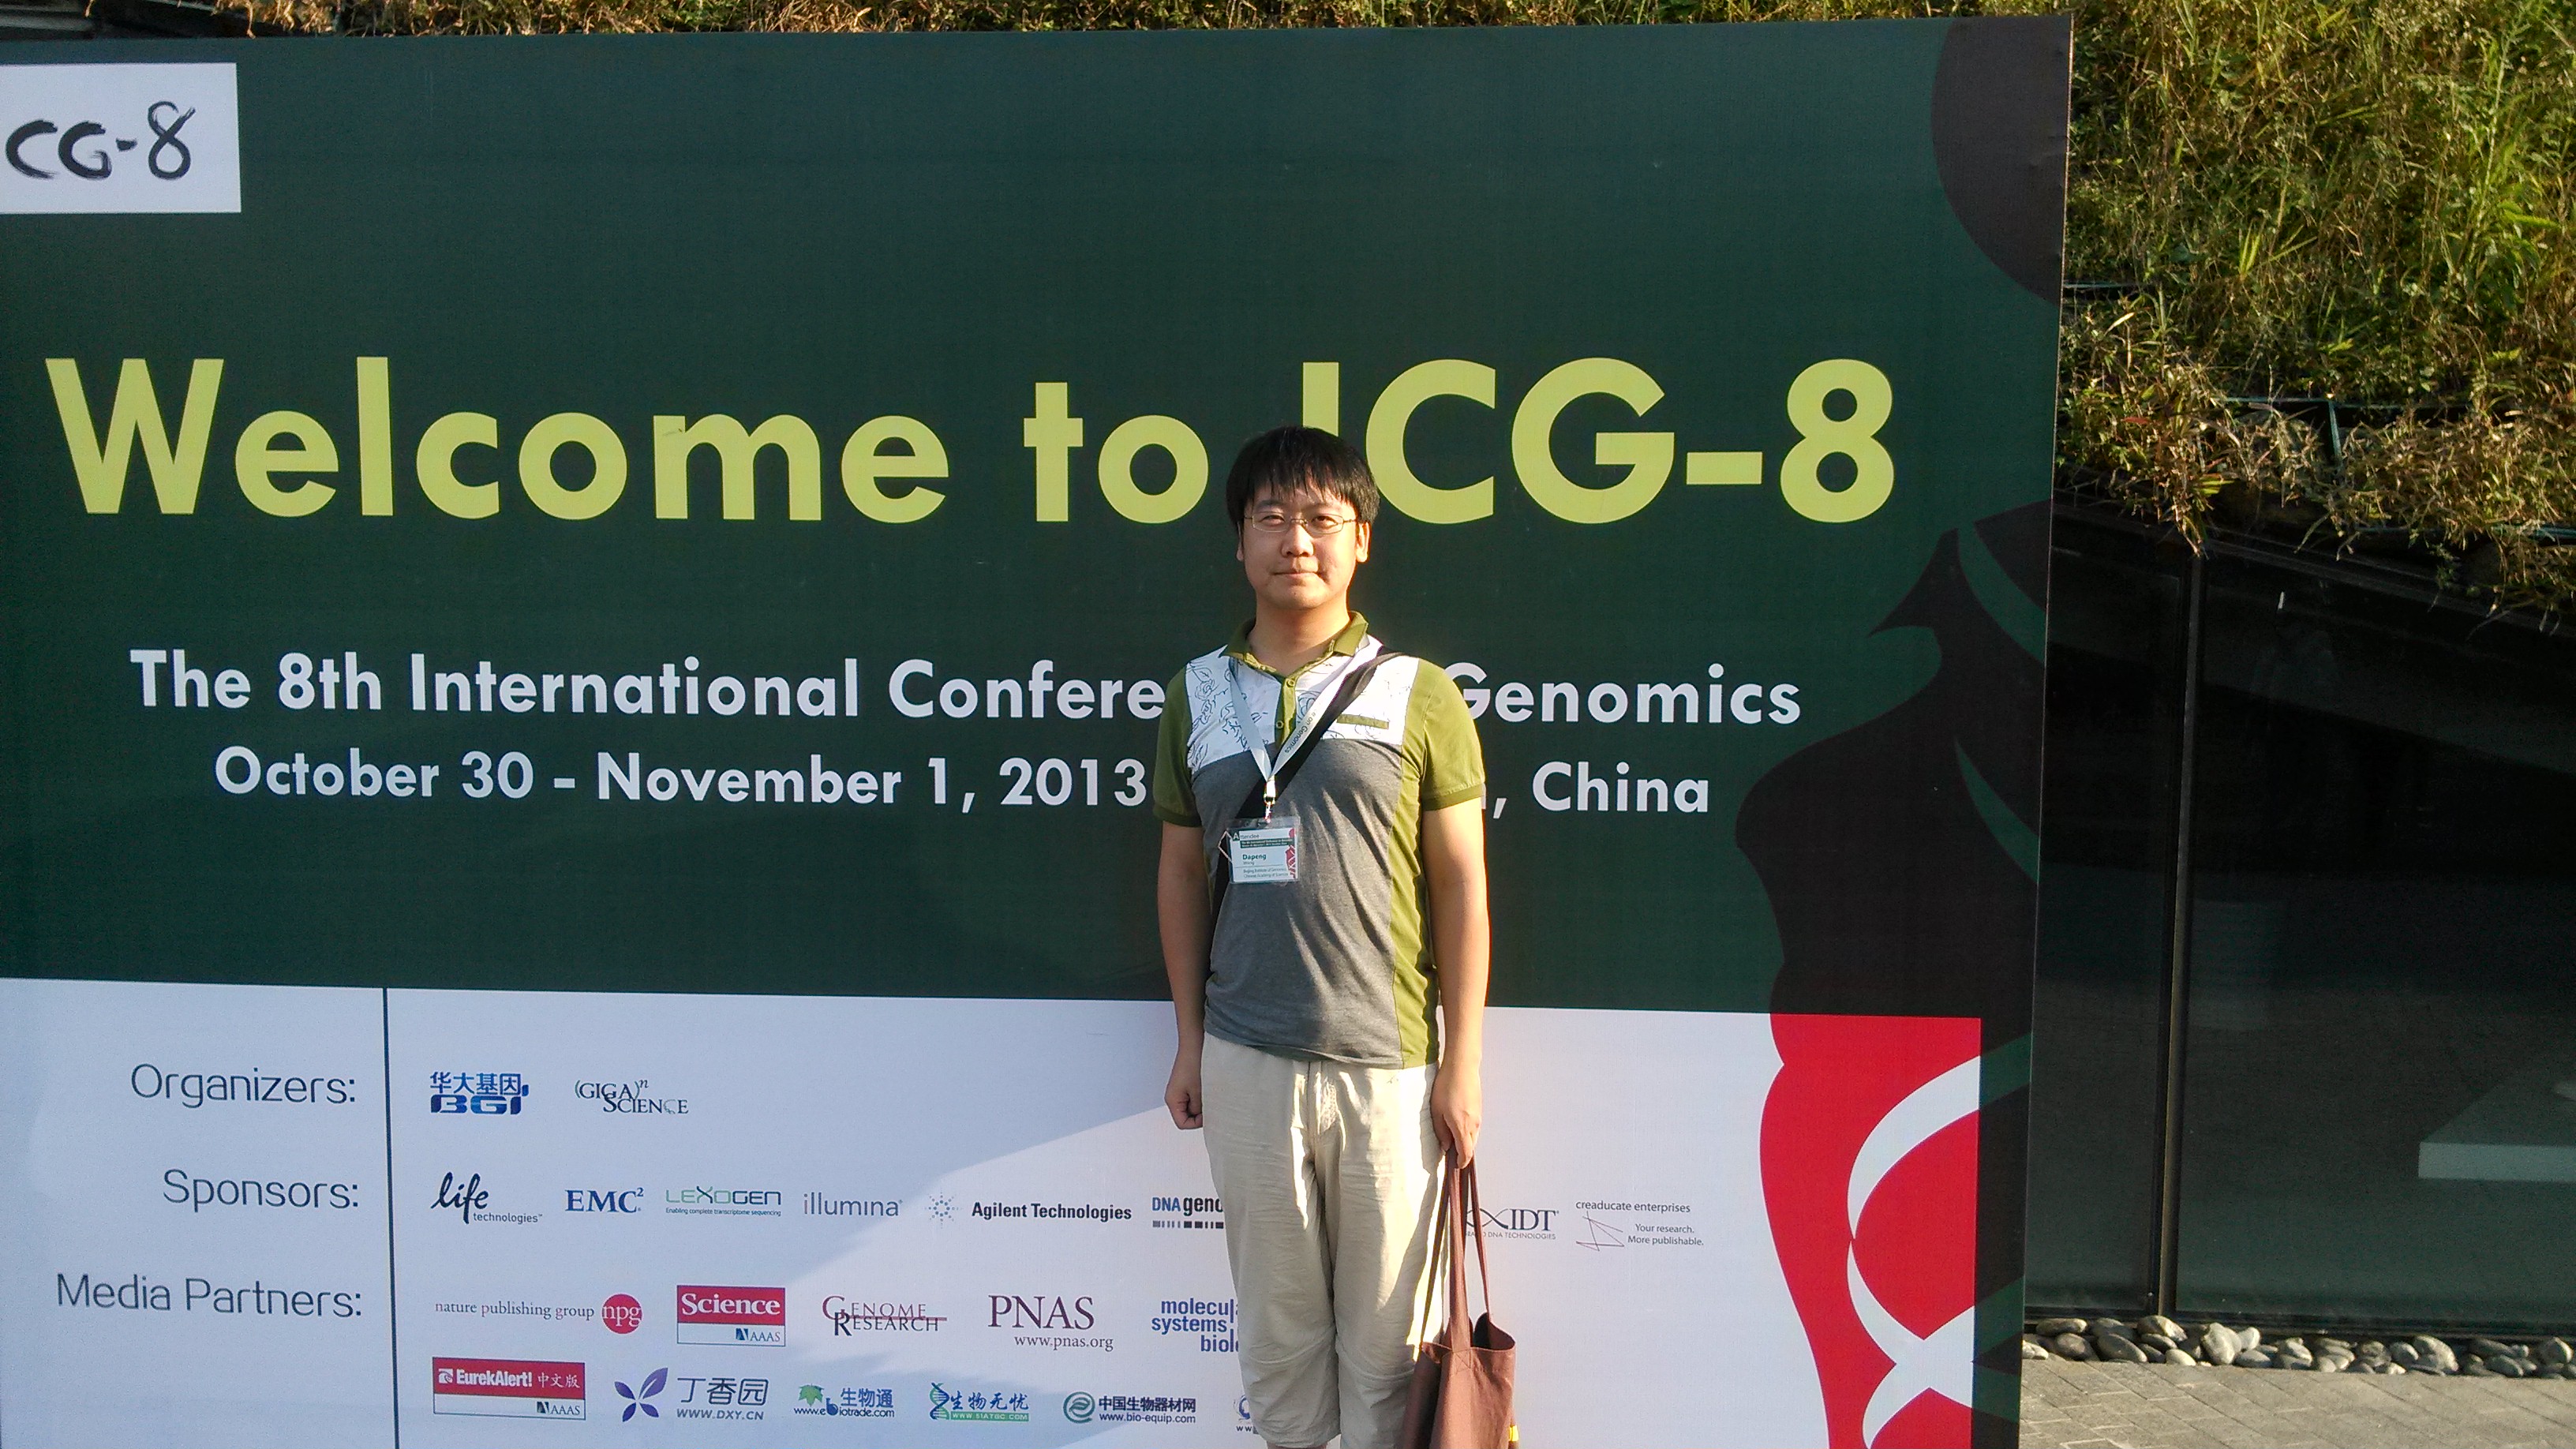 CG-8
Welcome to ICG-8
The 8th International Confere Genomics
October 30 - November 1, 2013 , China
Organizers:
华大基因
BGI
(GIGA)n
SCIENCE
Sponsors:
life
technologies™
EMC²
LEXOGEN
Enabling complete transcriptome sequencing
illumina®
Agilent Technologies
DNA geno
IDT
DNA TECHNOLOGIES
creaducate enterprises
Your research.
More publishable.
Media Partners:
nature publishing group npg
Science
AAAS
GENOME
RESEARCH
PNAS
www.pnas.org
molecul
systems
biol
EurekAlert! 中文版
AAAS
丁香园
WWW.DXY.CN
生物通
www.ebiotrade.com
生物无忧
中国生物器材网
www.bio-equip.com
on Genomics
Dapeng